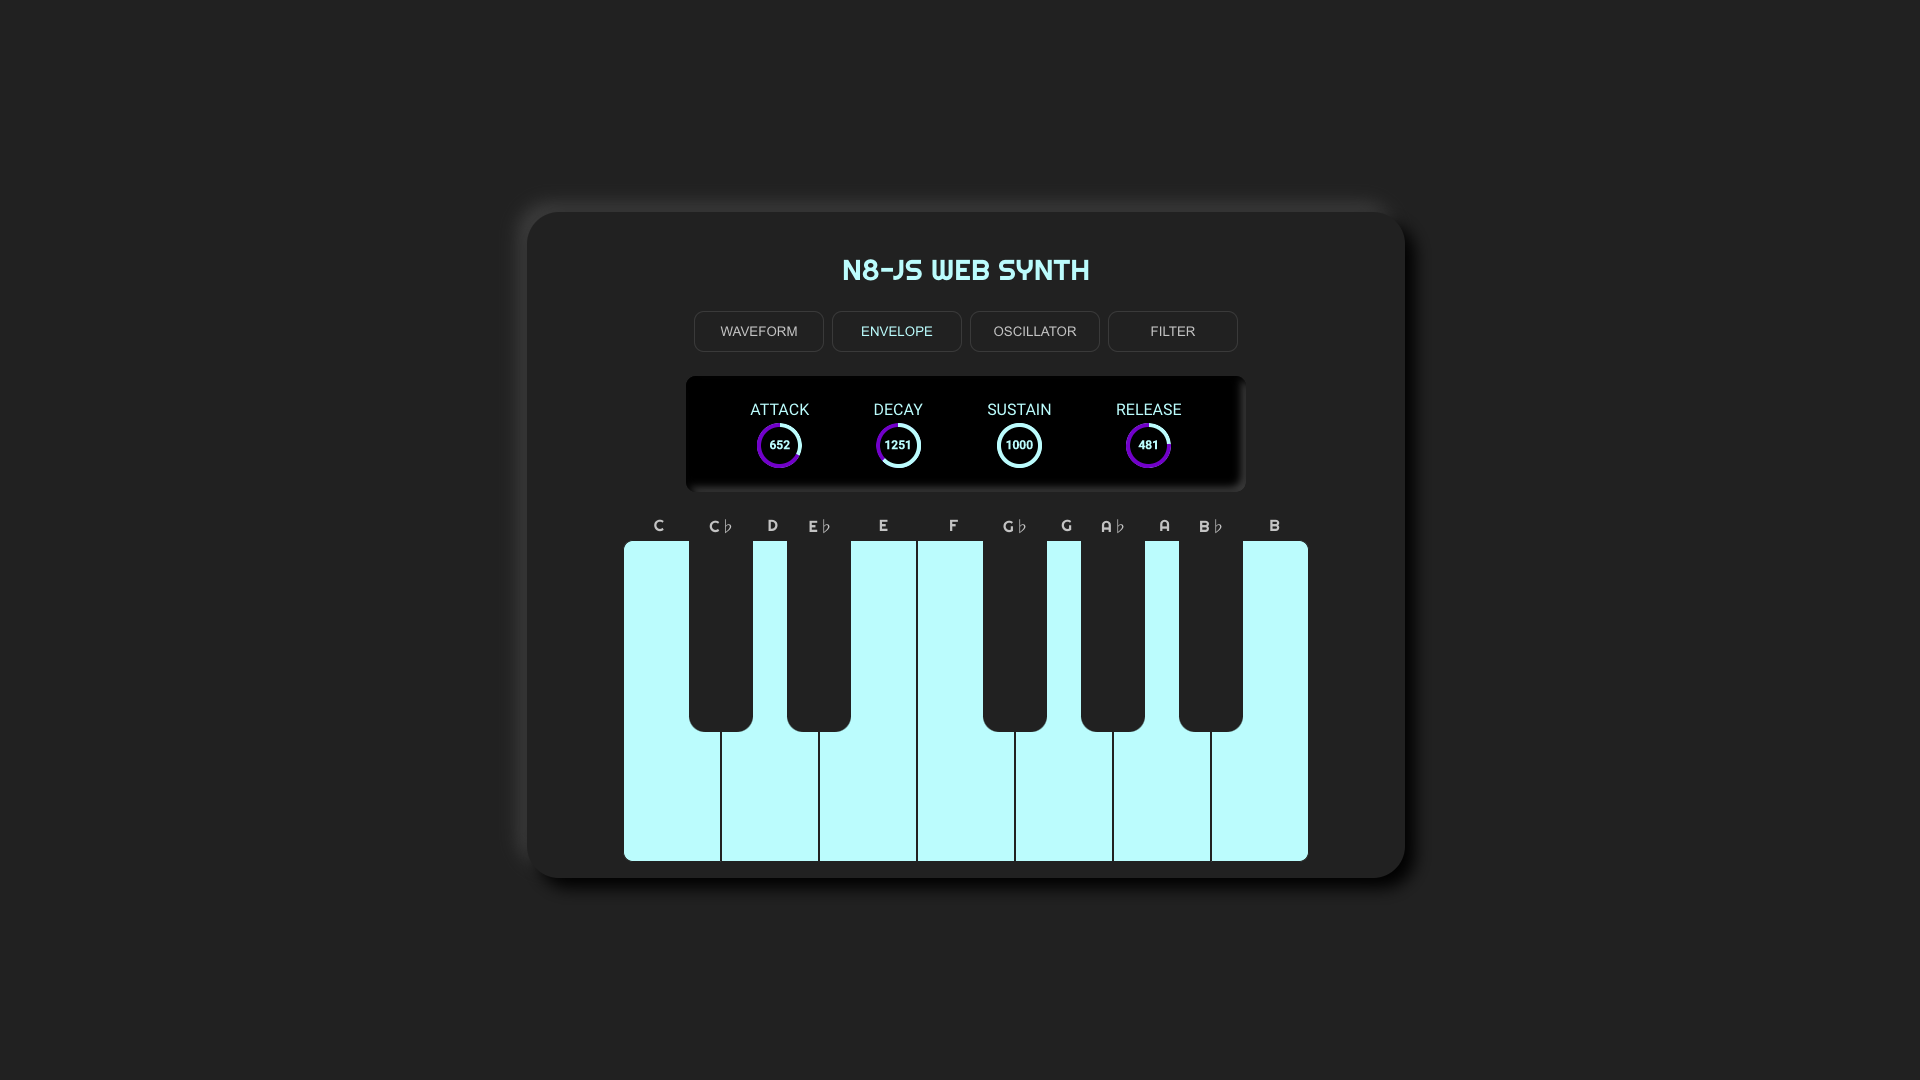 N8-JS WEB SYNTH
WAVEFORM ENVELOPE OSCILLATOR FILTER
ATTACK DECAY SUSTAIN RELEASE
652 1251 1000 481
C C♭ D E♭ E F G♭ G A♭ A B♭ B